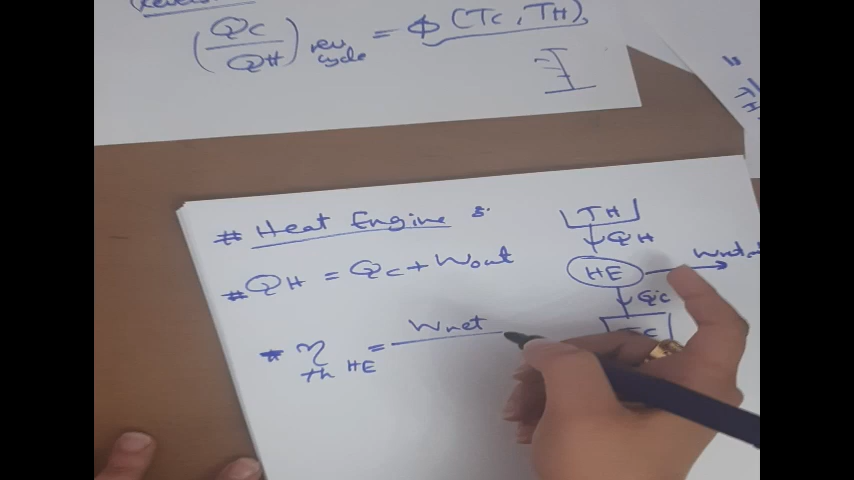 (QC/QH) rev cycle = Φ (TC, TH),
TH
# Heat Engine :
TH
QH
# QH = QC + Wout
HE
Wnet
QC
* η th HE = Wnet
TC